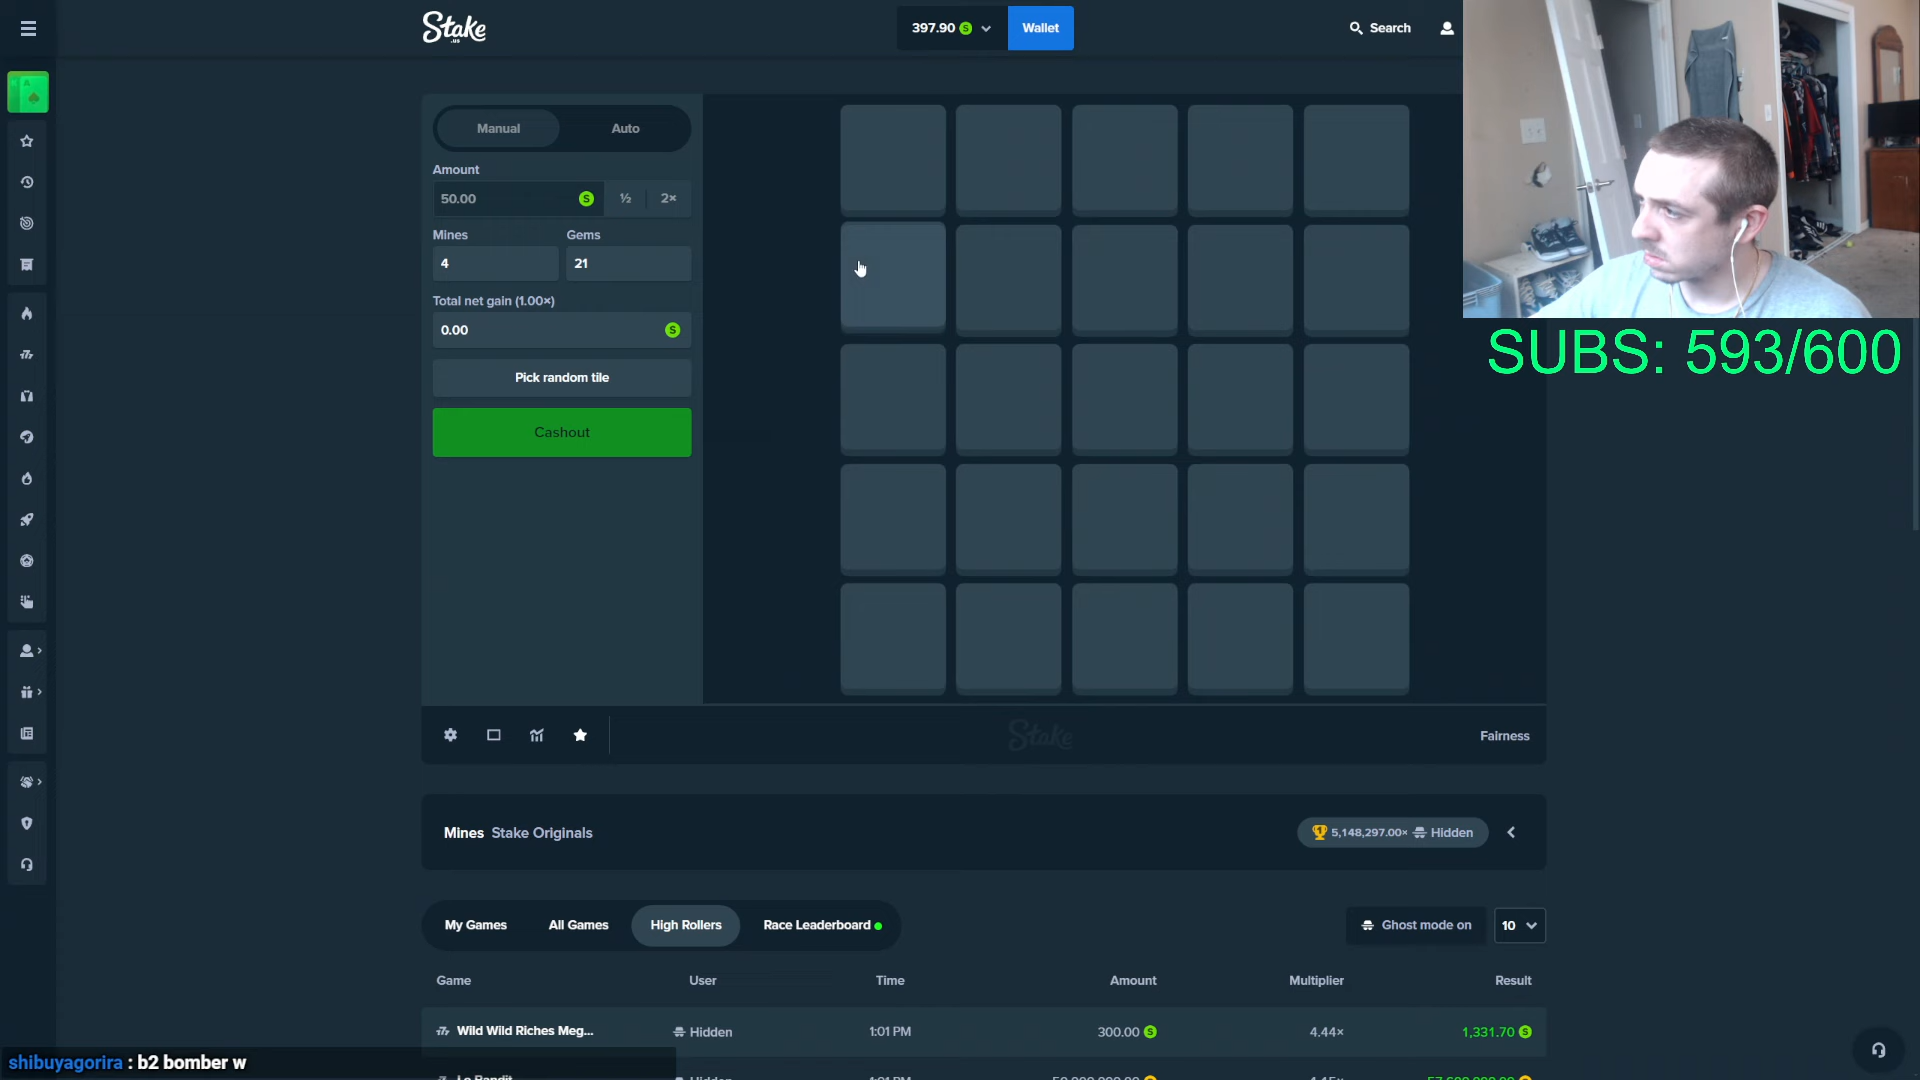 Stake
.us
397.90
Wallet
Search
A
Manual
Auto
Amount
50.00
½
2×
Mines
Gems
4
21
Total net gain (1.00×)
0.00
Pick random tile
Cashout
SUBS: 593/600
Stake
Fairness
Mines Stake Originals
5,148,297.00× Hidden
My Games
All Games
High Rollers
Race Leaderboard
Ghost mode on
10
Game
User
Time
Amount
Multiplier
Result
Wild Wild Riches Meg...
Hidden
1:01 PM
300.00
4.44×
1,331.70
shibuyagorira : b2 bomber w